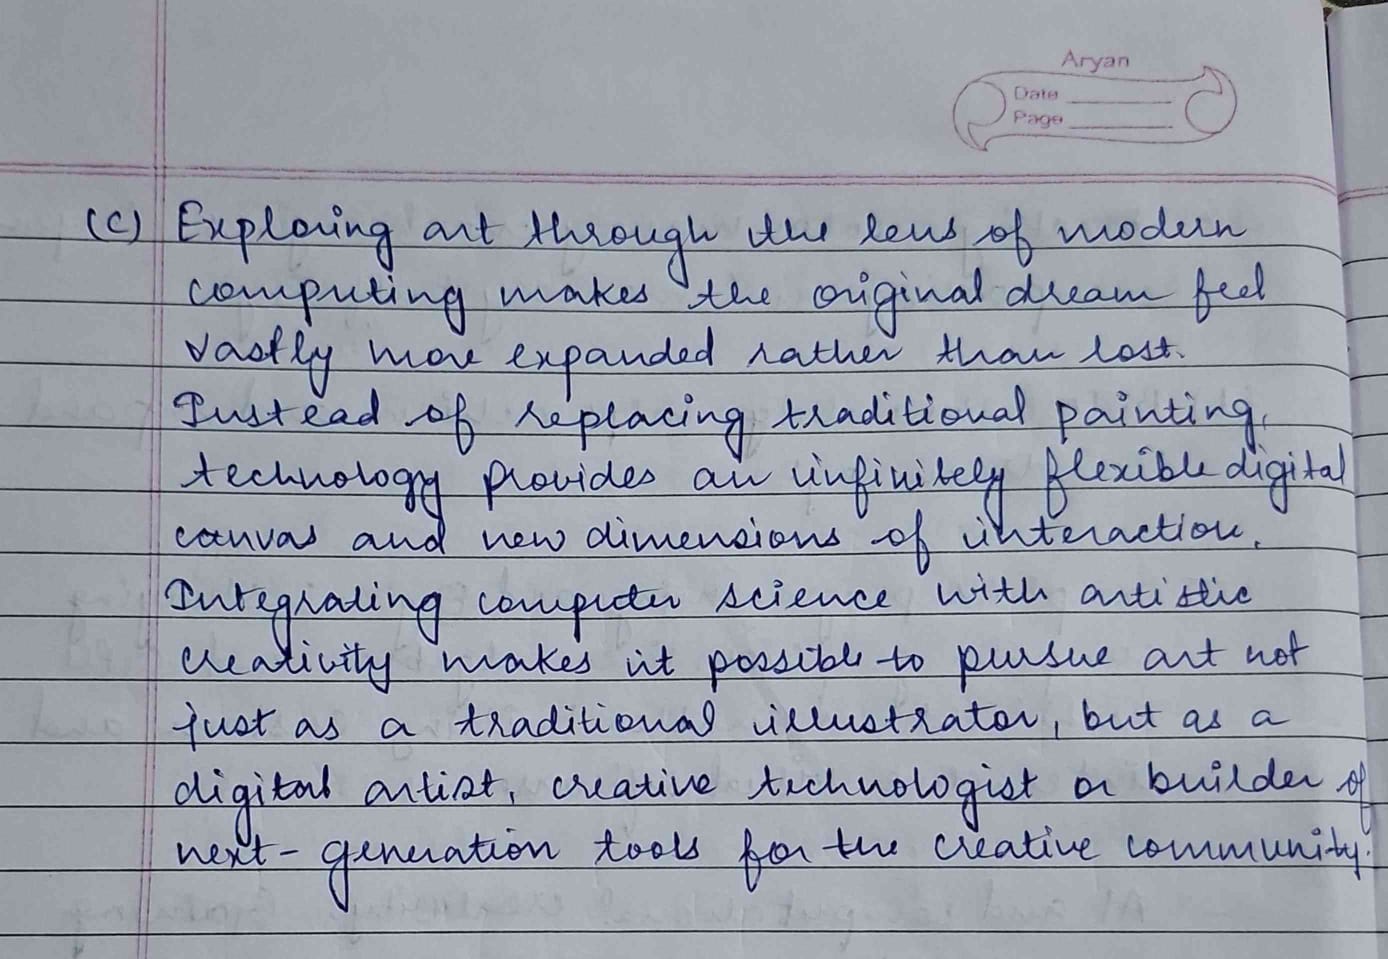 Aryan
Date
Page
(c) Exploring art through the lens of modern
computing makes the original dream feel
vastly more expanded rather than lost.
Instead of replacing traditional painting,
technology provides an infinitely flexible digital
canvas and new dimensions of interaction.
Integrating computer science with artistic
creativity makes it possible to pursue art not
just as a traditional illustrator, but as a
digital artist, creative technologist or builder of
next-generation tools for the creative community.